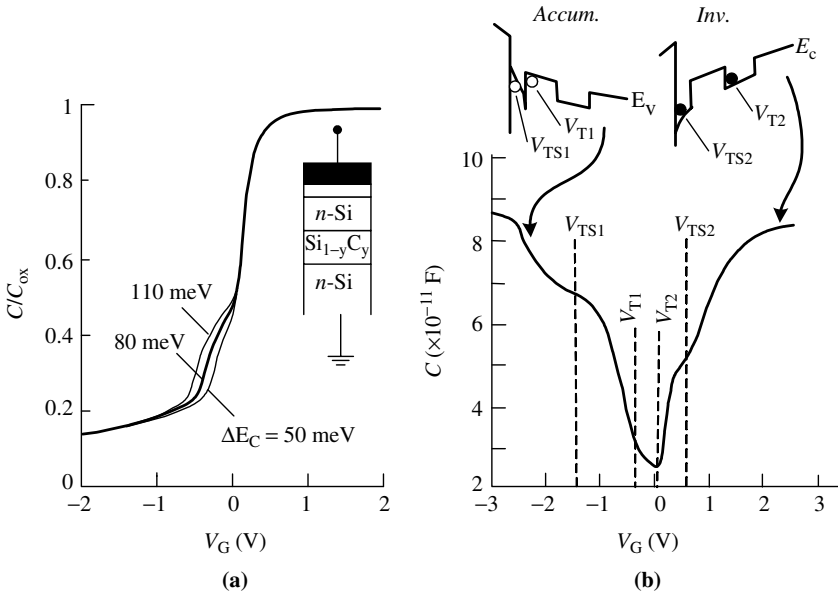 1
0.8
0.6
0.4
0.2
0
C/C_ox
−2
−1
0
1
2
V_G (V)
110 meV
80 meV
ΔE_C = 50 meV
n-Si
Si_{1−y}C_y
n-Si
(a)
Accum.
Inv.
E_c
E_V
V_T1
V_TS1
V_T2
V_TS2
10
8
6
4
2
C (×10^{−11} F)
V_TS1
V_TS2
V_T1
V_T2
−3
−2
−1
0
1
2
3
V_G (V)
(b)